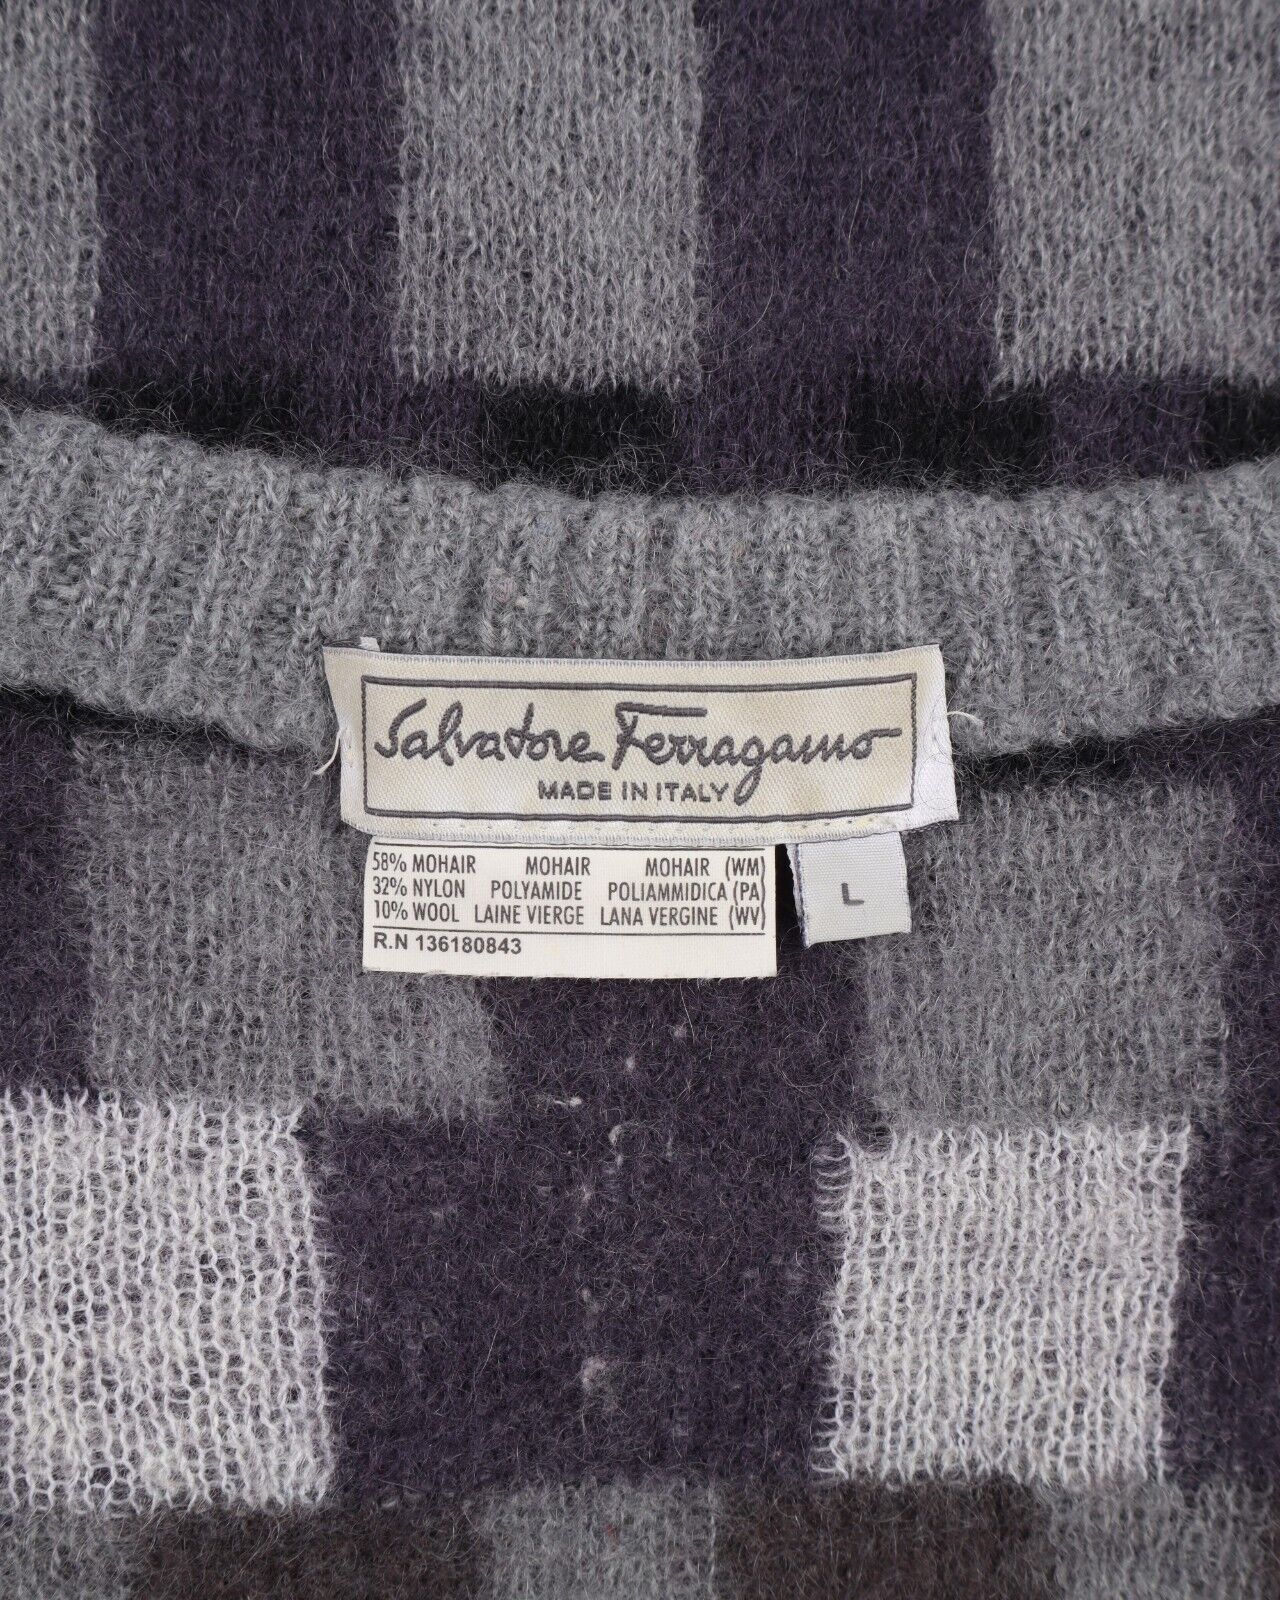 Salvatore Ferragamo
MADE IN ITALY
58% MOHAIR MOHAIR MOHAIR (WM)
32% NYLON POLYAMIDE POLIAMMIDICA (PA)
10% WOOL LAINE VIERGE LANA VERGINE (WV)
R.N 136180843
L